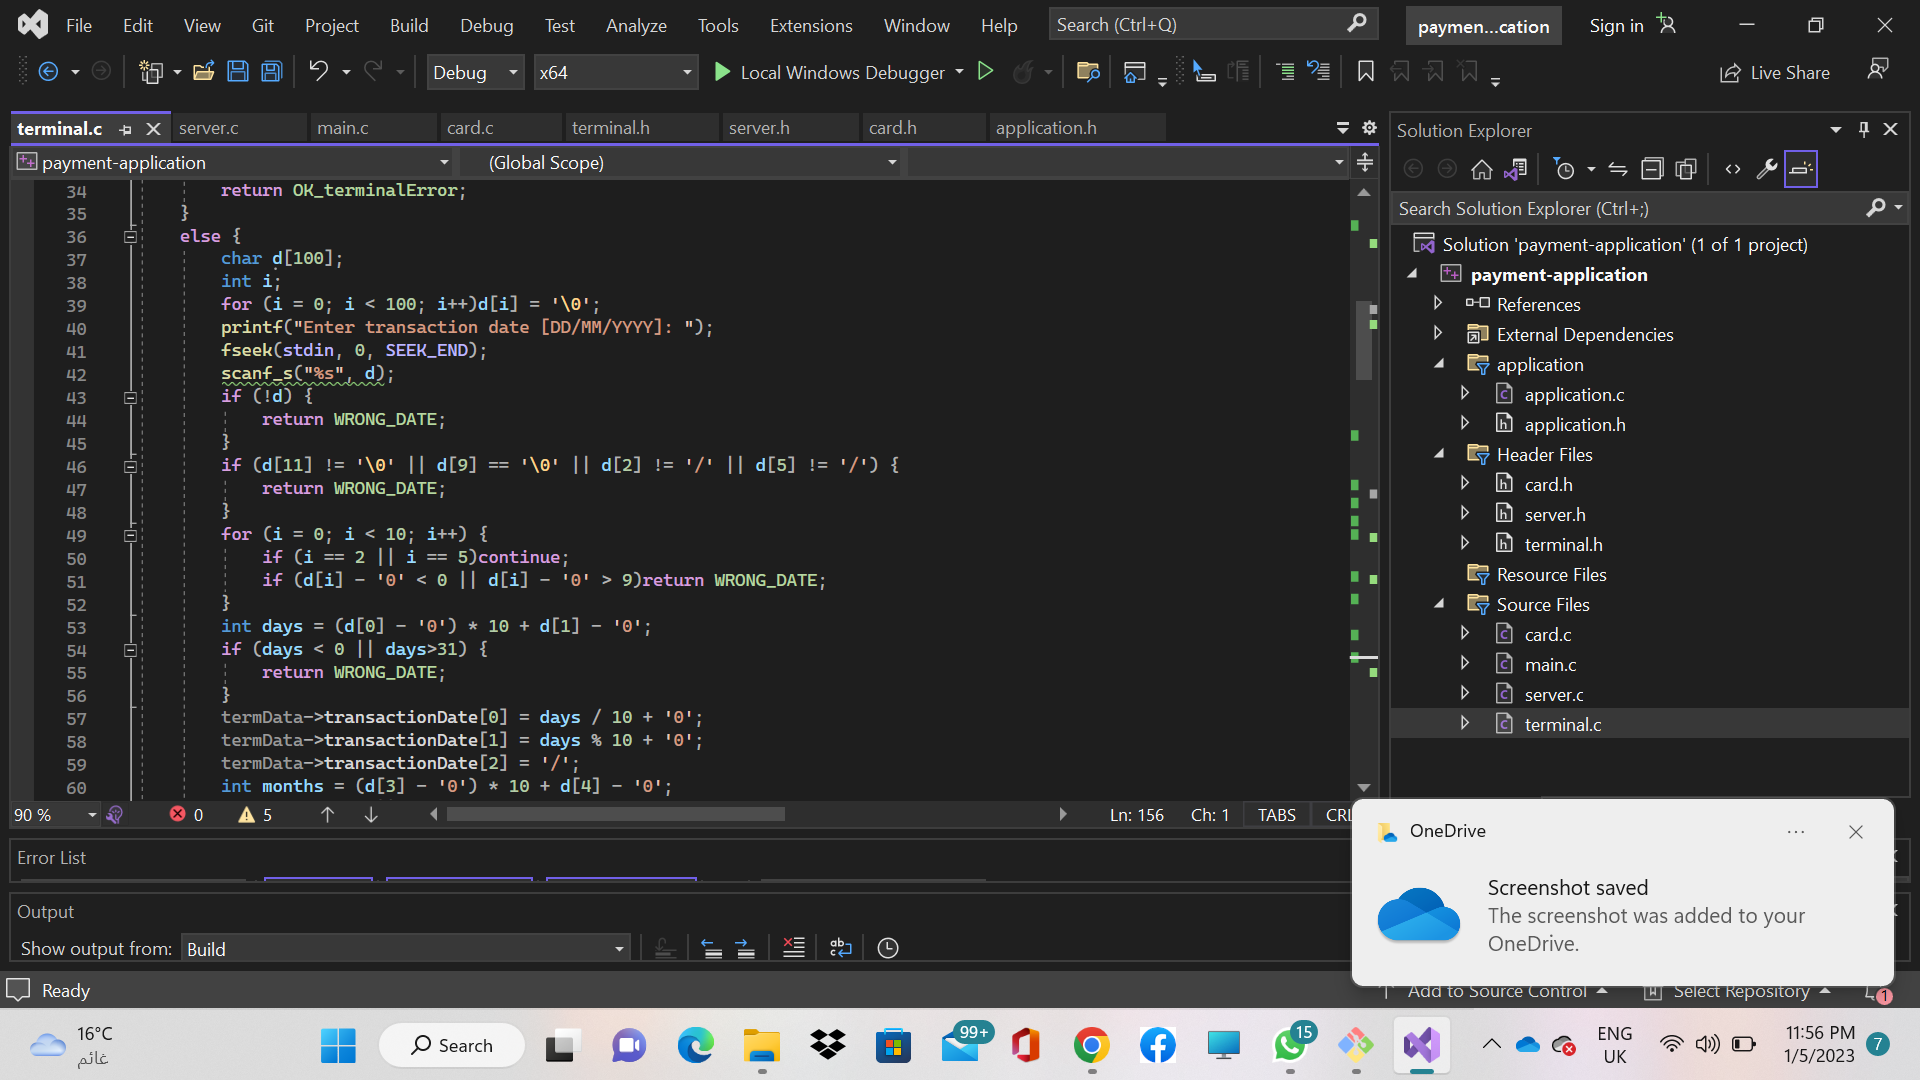 File Edit View Git Project Build Debug Test Analyze Tools Extensions Window Help Search (Ctrl+Q) paymen...cation Sign in
Debug x64 Local Windows Debugger Live Share
terminal.c server.c main.c card.c terminal.h server.h card.h application.h
payment-application (Global Scope)
34 return OK_terminalError;
35 }
36 else {
37 char d[100];
38 int i;
39 for (i = 0; i < 100; i++)d[i] = '\0';
40 printf("Enter transaction date [DD/MM/YYYY]: ");
41 fseek(stdin, 0, SEEK_END);
42 scanf_s("%s", d);
43 if (!d) {
44 return WRONG_DATE;
45 }
46 if (d[11] != '\0' || d[9] == '\0' || d[2] != '/' || d[5] != '/') {
47 return WRONG_DATE;
48 }
49 for (i = 0; i < 10; i++) {
50 if (i == 2 || i == 5)continue;
51 if (d[i] - '0' < 0 || d[i] - '0' > 9)return WRONG_DATE;
52 }
53 int days = (d[0] - '0') * 10 + d[1] - '0';
54 if (days < 0 || days>31) {
55 return WRONG_DATE;
56 }
57 termData->transactionDate[0] = days / 10 + '0';
58 termData->transactionDate[1] = days % 10 + '0';
59 termData->transactionDate[2] = '/';
60 int months = (d[3] - '0') * 10 + d[4] - '0';
90 % 0 5 Ln: 156 Ch: 1 TABS CRL
Solution Explorer
Search Solution Explorer (Ctrl+;)
Solution 'payment-application' (1 of 1 project)
payment-application
References
External Dependencies
application
application.c
application.h
Header Files
card.h
server.h
terminal.h
Resource Files
Source Files
card.c
main.c
server.c
terminal.c
Error List
Output
Show output from: Build
OneDrive
Screenshot saved
The screenshot was added to your
OneDrive.
Ready Add to Source Control Select Repository 1
16°C
غائم
Search 99+ 15
ENG
UK
11:56 PM
1/5/2023
7